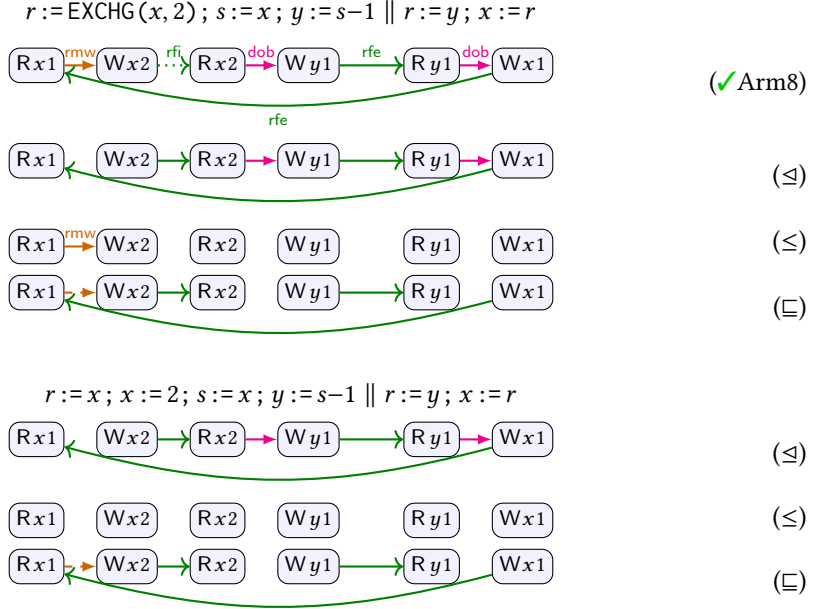 r := EXCHG(x, 2) ; s := x ; y := s−1 ‖ r := y ; x := r
rmw rfi dob rfe dob
Rx1 Wx2 Rx2 Wy1 Ry1 Wx1 (✓Arm8)
rfe
Rx1 Wx2 Rx2 Wy1 Ry1 Wx1 (⊴)
rmw
Rx1 Wx2 Rx2 Wy1 Ry1 Wx1 (≤)
Rx1 Wx2 Rx2 Wy1 Ry1 Wx1 (⊑)
r := x ; x := 2 ; s := x ; y := s−1 ‖ r := y ; x := r
Rx1 Wx2 Rx2 Wy1 Ry1 Wx1 (⊴)
Rx1 Wx2 Rx2 Wy1 Ry1 Wx1 (≤)
Rx1 Wx2 Rx2 Wy1 Ry1 Wx1 (⊑)